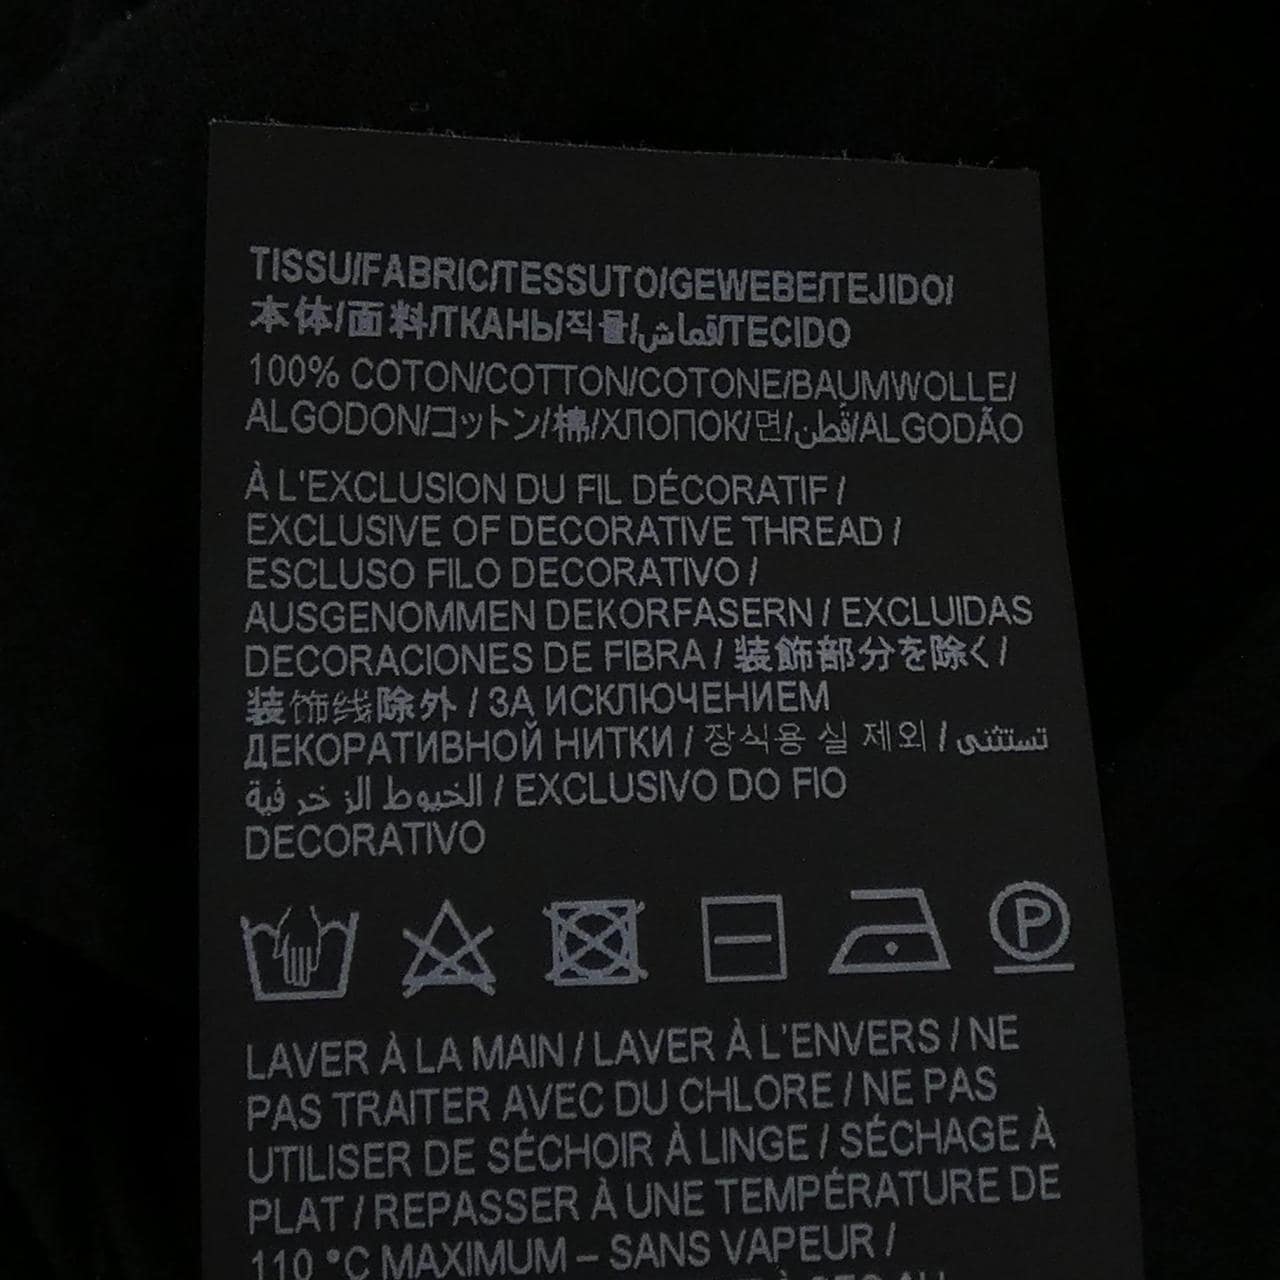 TISSU/FABRIC/TESSUTO/GEWEBE/TEJIDO/
本体/面料/ТКАНЬ/직물/قماش/TECIDO
100% COTON/COTTON/COTONE/BAUMWOLLE/
ALGODON/コットン/棉/ХЛОПОК/면/قُطن/ALGODÃO
À L'EXCLUSION DU FIL DÉCORATIF /
EXCLUSIVE OF DECORATIVE THREAD /
ESCLUSO FILO DECORATIVO /
AUSGENOMMEN DEKORFASERN / EXCLUIDAS
DECORACIONES DE FIBRA / 装飾部分を除く /
装饰线除外 / ЗА ИСКЛЮЧЕНИЕМ
ДЕКОРАТИВНОЙ НИТКИ / 장식용 실 제외 / تستثنى
الخيوط الزخرفية / EXCLUSIVO DO FIO
DECORATIVO
P
LAVER À LA MAIN / LAVER À L'ENVERS / NE
PAS TRAITER AVEC DU CHLORE / NE PAS
UTILISER DE SÉCHOIR À LINGE / SÉCHAGE À
PLAT / REPASSER À UNE TEMPÉRATURE DE
110 °C MAXIMUM – SANS VAPEUR /